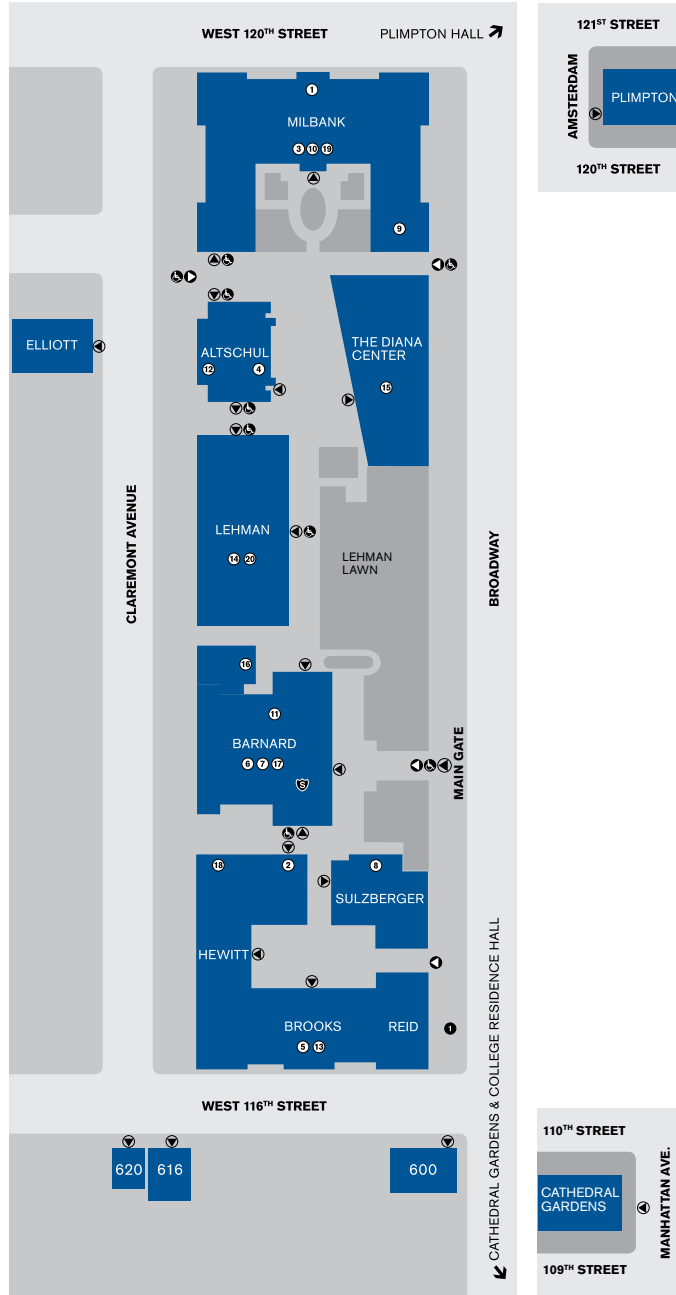 WEST 120TH STREET
PLIMPTON HALL
1
MILBANK
3 10 19
9
ELLIOTT
ALTSCHUL
12 4
THE DIANA
CENTER
15
CLAREMONT AVENUE
LEHMAN
14 20
LEHMAN
LAWN
BROADWAY
16
11
BARNARD
6 7 17
S
MAIN GATE
18 2
8
SULZBERGER
HEWITT
BROOKS
5 13
REID
1
CATHEDRAL GARDENS & COLLEGE RESIDENCE HALL
WEST 116TH STREET
620
616
600
121ST STREET
AMSTERDAM
PLIMPTON
120TH STREET
110TH STREET
CATHEDRAL
GARDENS
MANHATTAN AVE.
109TH STREET